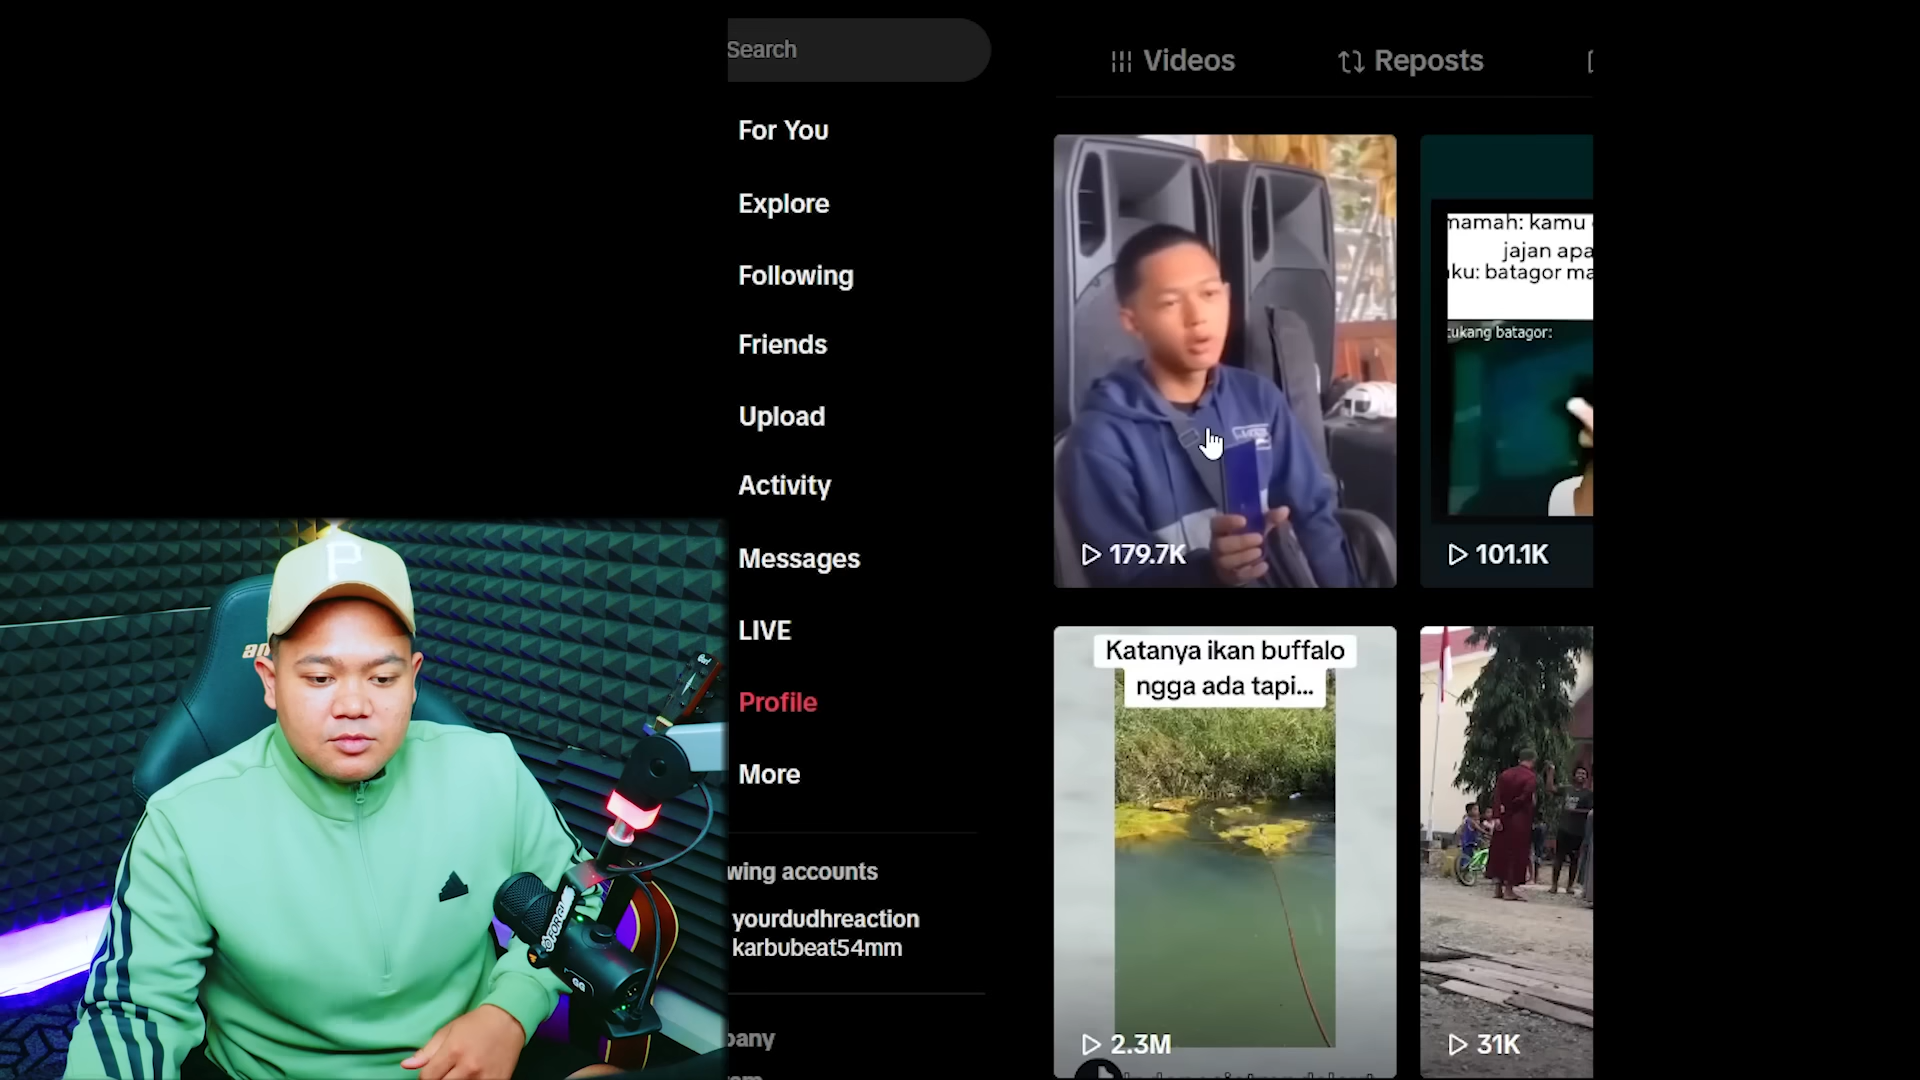 Search
For You
Explore
Following
Friends
Upload
Activity
Messages
LIVE
Profile
More
wing accounts
yourdudhreaction
karbubeat54mm
pany
Videos
Reposts
179.7K
mamah: kamu
jajan apa
aku: batagor ma
tukang batagor:
101.1K
Katanya ikan buffalo
ngga ada tapi...
2.3M
31K
P